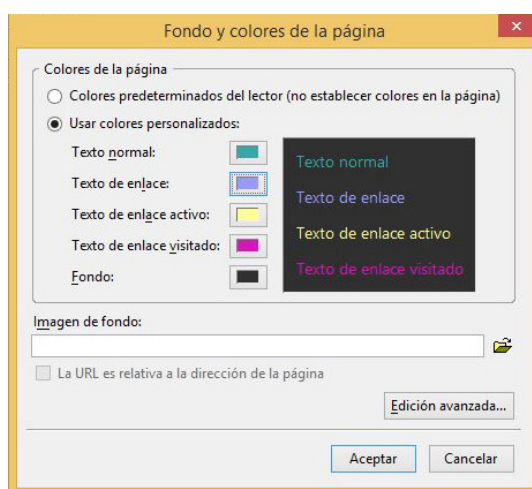 Fondo y colores de la página
Colores de la página
Colores predeterminados del lector (no establecer colores en la página)
Usar colores personalizados:
Texto normal:
Texto de enlace:
Texto de enlace activo:
Texto de enlace visitado:
Fondo:
Texto normal
Texto de enlace
Texto de enlace activo
Texto de enlace visitado
Imagen de fondo:
La URL es relativa a la dirección de la página
Edición avanzada...
Aceptar Cancelar